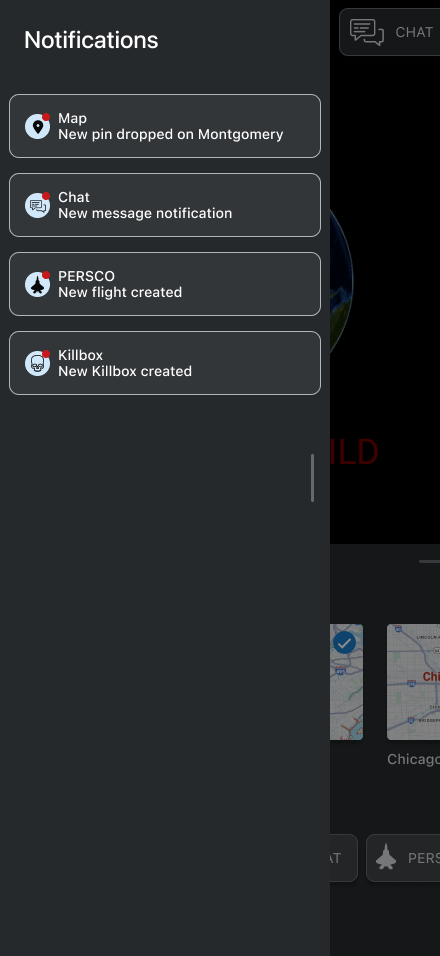 Notifications
CHAT
Map
New pin dropped on Montgomery
Chat
New message notification
PERSCO
New flight created
Killbox
New Killbox created
ILD
Chi
Chicago
AT
PERS